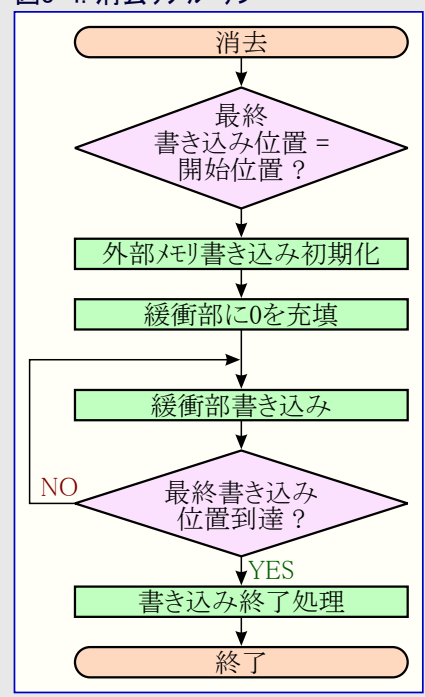 消去
最終
書き込み位置 =
開始位置 ?
外部メモリ書き込み初期化
緩衝部に0を充填
緩衝部書き込み
NO
最終書き込み
位置到達 ?
YES
書き込み終了処理
終了